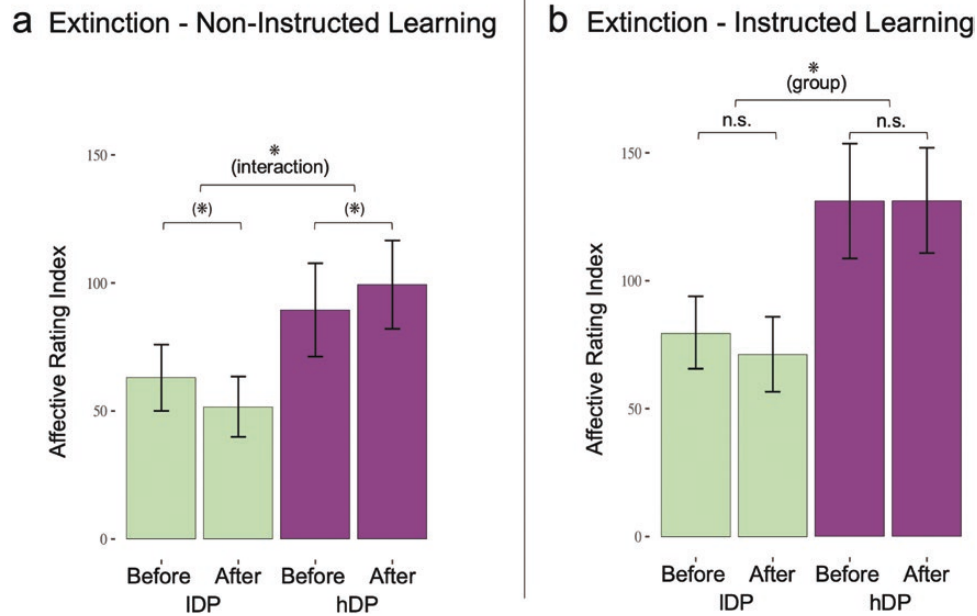 a Extinction - Non-Instructed Learning
Affective Rating Index
150
100
50
0
*
(interaction)
(*)
(*)
Before
After
Before
After
lDP
hDP
b Extinction - Instructed Learning
Affective Rating Index
150
100
50
0
*
(group)
n.s.
n.s.
Before
After
Before
After
lDP
hDP